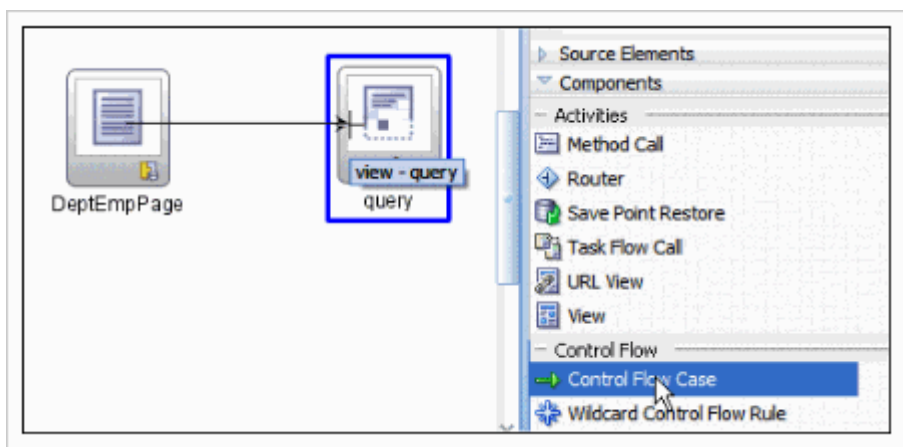 DeptEmpPage
view - query
query
Source Elements
Components
Activities
Method Call
Router
Save Point Restore
Task Flow Call
URL View
View
Control Flow
Control Flow Case
Wildcard Control Flow Rule